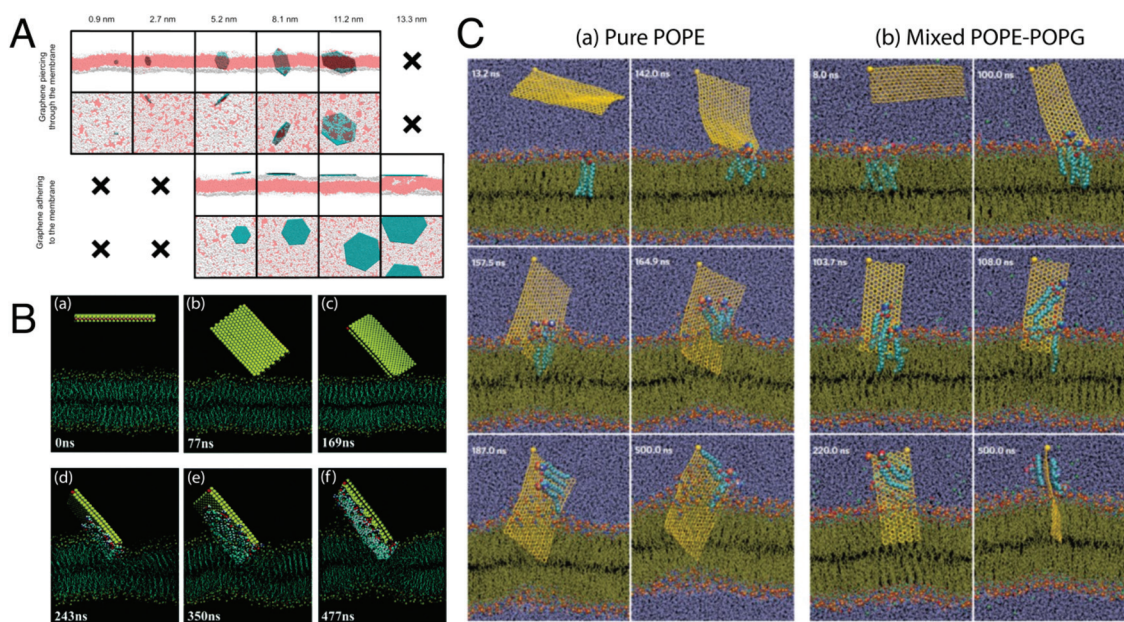 A
0.9 nm 2.7 nm 5.2 nm 8.1 nm 11.2 nm 13.3 nm
Graphene piercing
through the membrane
Graphene adhering
to the membrane
B
(a) (b) (c)
0ns 77ns 169ns
(d) (e) (f)
243ns 350ns 477ns
C
(a) Pure POPE
13.2 ns 142.0 ns
157.5 ns 164.9 ns
187.0 ns 500.0 ns
(b) Mixed POPE-POPG
8.0 ns 100.0 ns
103.7 ns 108.0 ns
220.0 ns 500.0 ns